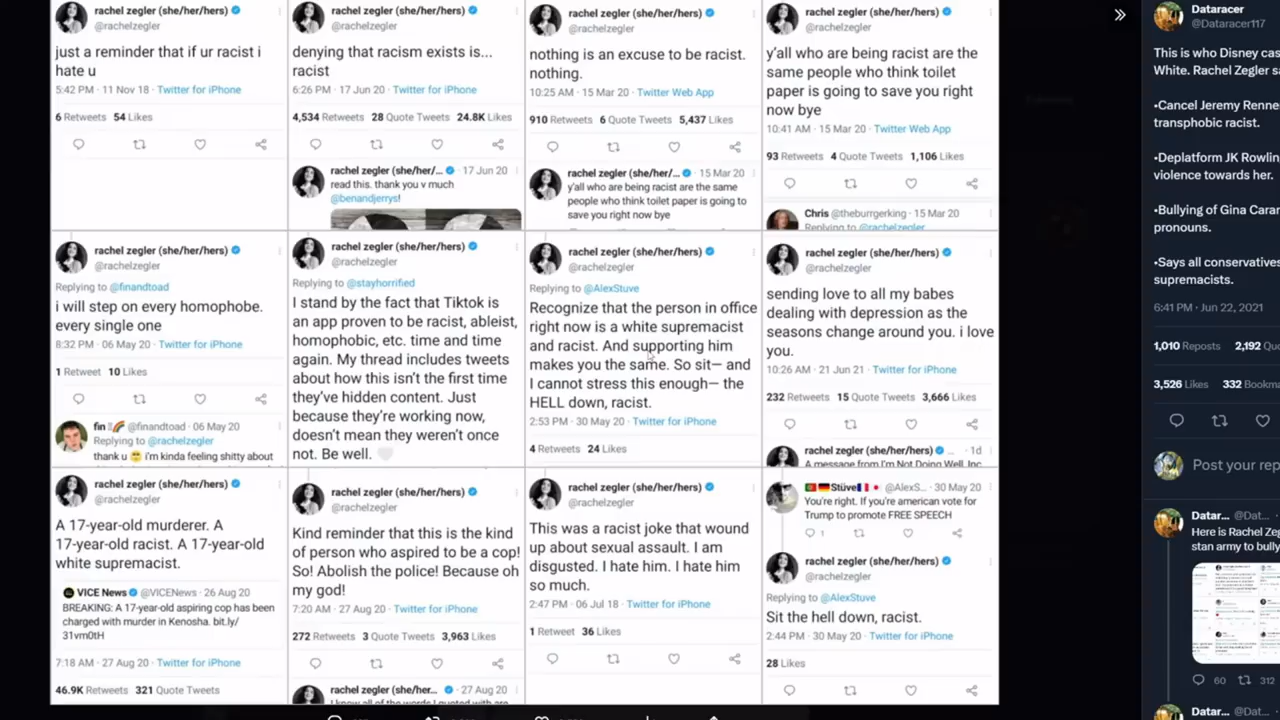 rachel zegler (she/her/hers)
@rachelzegler
just a reminder that if ur racist i
hate u
5:42 PM · 11 Nov 18 · Twitter for iPhone
6 Retweets 54 Likes
rachel zegler (she/her/hers)
@rachelzegler
denying that racism exists is...
racist
6:26 PM · 17 Jun 20 · Twitter for iPhone
4,534 Retweets 28 Quote Tweets 24.8K Likes
rachel zegler (she/her/... · 17 Jun 20
read this. thank you v much
@benandjerrys!
rachel zegler (she/her/hers)
@rachelzegler
nothing is an excuse to be racist.
nothing.
10:25 AM · 15 Mar 20 · Twitter Web App
910 Retweets 6 Quote Tweets 5,437 Likes
rachel zegler (she/her/... · 15 Mar 20
y'all who are being racist are the same
people who think toilet paper is going to
save you right now bye
rachel zegler (she/her/hers)
@rachelzegler
y'all who are being racist are the
same people who think toilet
paper is going to save you right
now bye
10:41 AM · 15 Mar 20 · Twitter Web App
93 Retweets 4 Quote Tweets 1,106 Likes
Chris @theburgerking · 15 Mar 20
Replying to @rachelzegler
rachel zegler (she/her/hers)
@rachelzegler
Replying to @finandtoad
i will step on every homophobe.
every single one
8:32 PM · 06 May 20 · Twitter for iPhone
1 Retweet 10 Likes
fin @finandtoad · 06 May 20
Replying to @rachelzegler
thank u i'm kinda feeling shitty about
rachel zegler (she/her/hers)
@rachelzegler
Replying to @stayhorrified
I stand by the fact that Tiktok is
an app proven to be racist, ableist,
homophobic, etc. time and time
again. My thread includes tweets
about how this isn't the first time
they've hidden content. Just
because they're working now,
doesn't mean they weren't once
not. Be well.
rachel zegler (she/her/hers)
@rachelzegler
Replying to @AlexStuve
Recognize that the person in office
right now is a white supremacist
and racist. And supporting him
makes you the same. So sit— and
I cannot stress this enough— the
HELL down, racist.
2:53 PM · 30 May 20 · Twitter for iPhone
4 Retweets 24 Likes
rachel zegler (she/her/hers)
@rachelzegler
sending love to all my babes
dealing with depression as the
seasons change around you. i love
you.
10:26 AM · 21 Jun 21 · Twitter for iPhone
232 Retweets 15 Quote Tweets 3,666 Likes
rachel zegler (she/her/hers) ... · 1d
A message from I'm Not Doing Well, Inc.
rachel zegler (she/her/hers)
@rachelzegler
A 17-year-old murderer. A
17-year-old racist. A 17-year-old
white supremacist.
VICE News @VICENews · 26 Aug 20
BREAKING: A 17-year-old aspiring cop has been
charged with murder in Kenosha. bit.ly/
31vm0tH
7:18 AM · 27 Aug 20 · Twitter for iPhone
46.9K Retweets 321 Quote Tweets
rachel zegler (she/her/hers)
@rachelzegler
Kind reminder that this is the kind
of person who aspired to be a cop!
So! Abolish the police! Because oh
my god!
7:20 AM · 27 Aug 20 · Twitter for iPhone
272 Retweets 3 Quote Tweets 3,963 Likes
rachel zegler (she/her... · 27 Aug 20
rachel zegler (she/her/hers)
@rachelzegler
This was a racist joke that wound
up about sexual assault. I am
disgusted. I hate him. I hate him
so much.
2:47 PM · 06 Jul 18 · Twitter for iPhone
1 Retweet 36 Likes
Stüve @AlexS... · 30 May 20
You're right. If you're american vote for
Trump to promote FREE SPEECH
1
rachel zegler (she/her/hers)
@rachelzegler
Replying to @AlexStuve
Sit the hell down, racist.
2:44 PM · 30 May 20 · Twitter for iPhone
28 Likes
Dataracer
@Dataracer117
This is who Disney cas
White. Rachel Zegler sa
•Cancel Jeremy Renne
transphobic racist.
•Deplatform JK Rowlin
violence towards her.
•Bullying of Gina Caran
pronouns.
•Says all conservatives
supremacists.
6:41 PM · Jun 22, 2021
1,010 Reposts 2,192 Quo
3,526 Likes 332 Bookma
Post your rep
Datar... @Dat...
Here is Rachel Zeg
stan army to bully
60 312
Datar... @Dat...